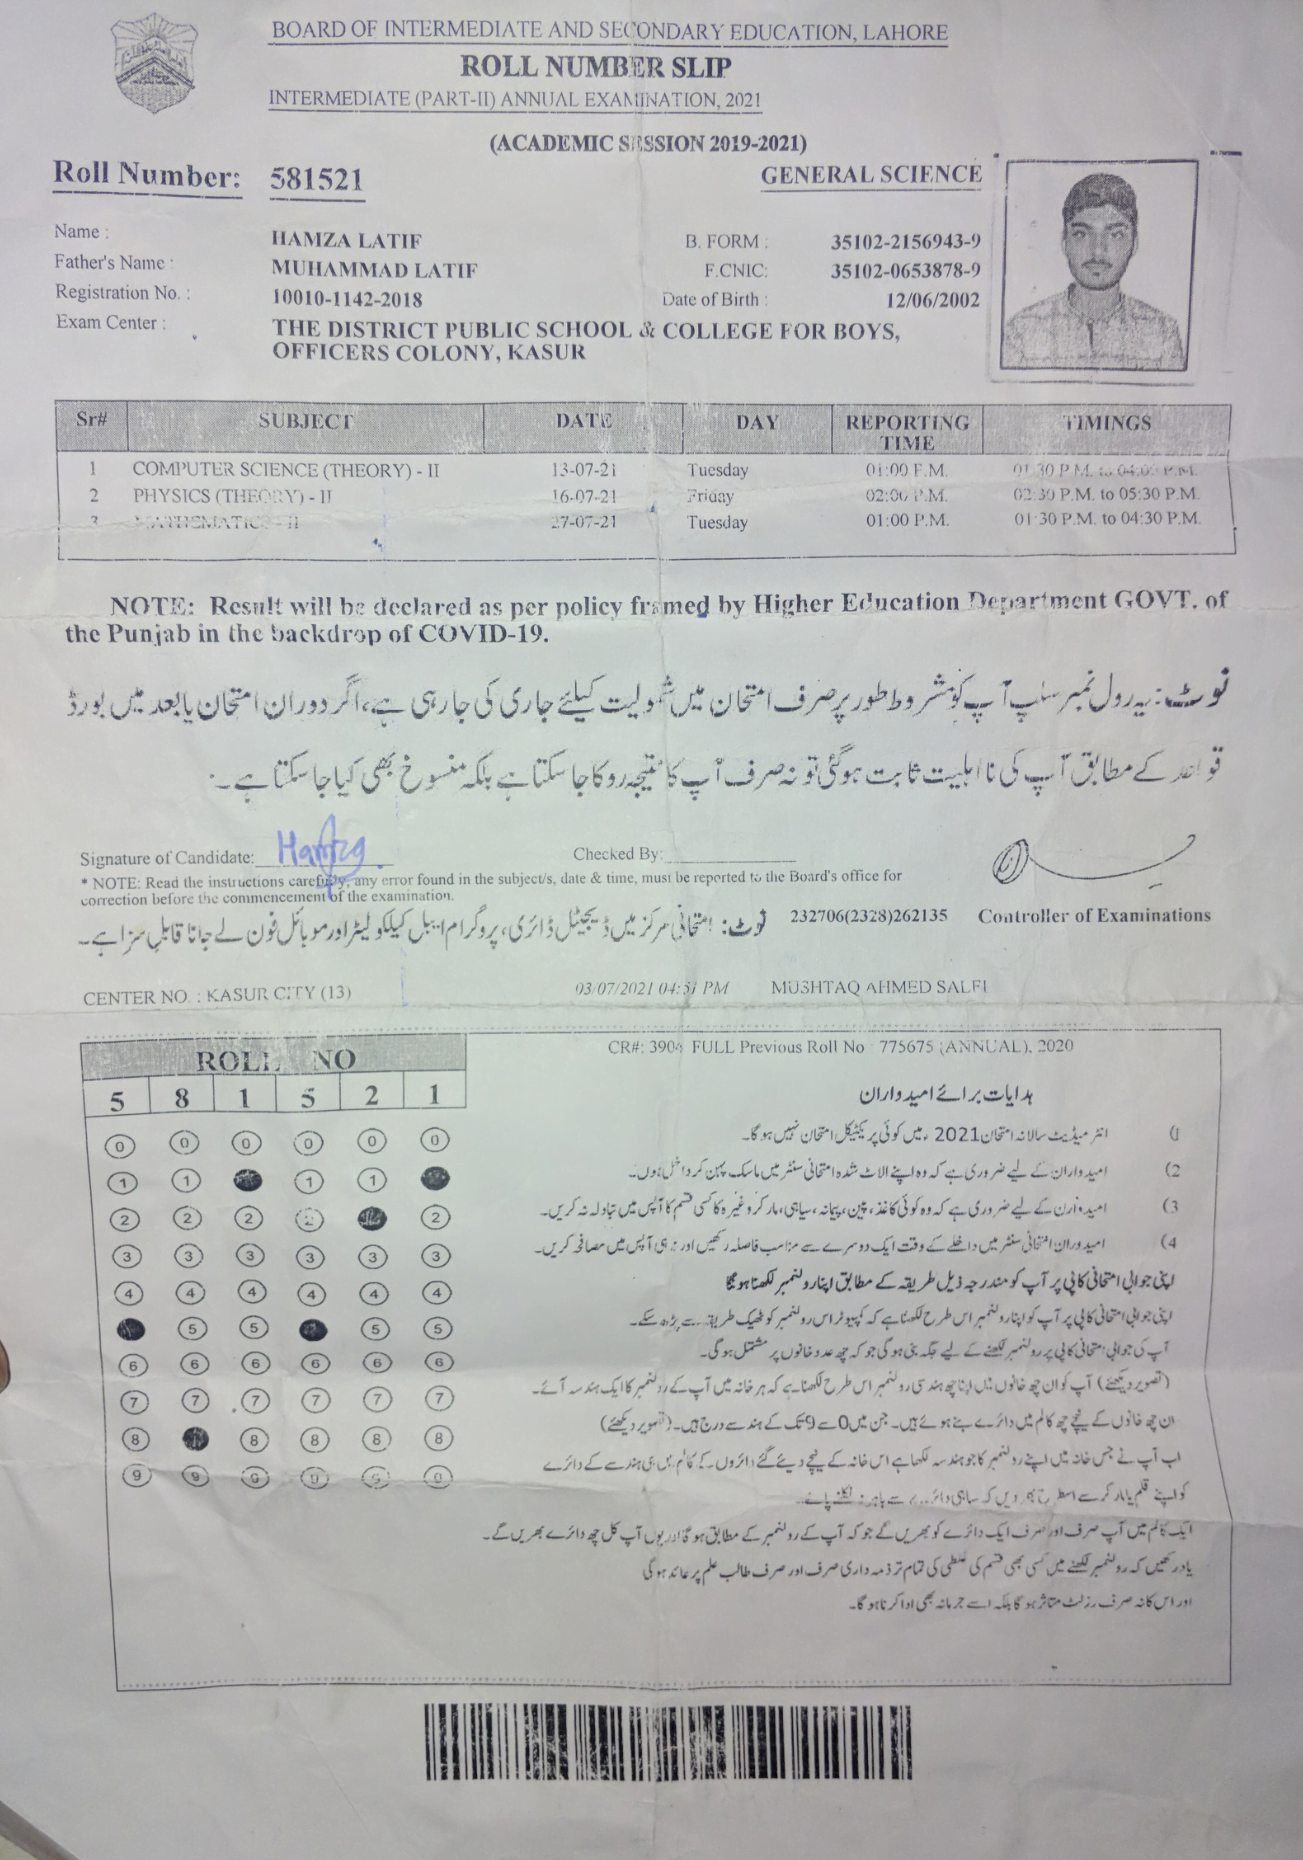 BOARD OF INTERMEDIATE AND SECONDARY EDUCATION, LAHORE
ROLL NUMBER SLIP
INTERMEDIATE (PART-II) ANNUAL EXAMINATION, 2021
(ACADEMIC SESSION 2019-2021)
Roll Number: 581521 GENERAL SCIENCE
Name : HAMZA LATIF B. FORM : 35102-2156943-9
Father's Name : MUHAMMAD LATIF F.CNIC: 35102-0653878-9
Registration No. : 10010-1142-2018 Date of Birth : 12/06/2002
Exam Center : THE DISTRICT PUBLIC SCHOOL & COLLEGE FOR BOYS,
OFFICERS COLONY, KASUR
Sr# SUBJECT DATE DAY REPORTING TIME TIMINGS
1 COMPUTER SCIENCE (THEORY) - II 13-07-21 Tuesday 01:00 P.M. 01:30 P.M. to P.M.
2 PHYSICS (THEORY) - II 16-07-21 Friday 02:00 P.M. 02:30 P.M. to 05:30 P.M.
3 MATHEMATICS - II 27-07-21 Tuesday 01:00 P.M. 01:30 P.M. to 04:30 P.M.
NOTE: Result will be declared as per policy framed by Higher Education Department GOVT. of
the Punjab in the backdrop of COVID-19.
نوٹ: یہ رول نمبر سلپ آپ کو مشروط طور پر صرف امتحان میں شمولیت کیلئے جاری کی جا رہی ہے، اگر دوران امتحان یا بعد میں بورڈ
قواعد کے مطابق آپ کی نااہلیت ثابت ہوگئی تو نہ صرف آپ کا نتیجہ روکا جا سکتا ہے بلکہ منسوخ بھی کیا جا سکتا ہے۔
Signature of Candidate: Hamza Checked By:
* NOTE: Read the instructions carefully, any error found in the subject/s, date & time, must be reported to the Board's office for
correction before the commencement of the examination.
232706(2328)262135 Controller of Examinations
نوٹ: امتحانی مرکز میں ڈیجیٹل ڈائری، پروگرام ایبل کیلکولیٹر اور موبائل فون لے جانا قابل سزا ہے۔
CENTER NO. : KASUR CITY (13) 03/07/2021 04:51 PM MUSHTAQ AHMED SALFI
CR#: 3904 FULL Previous Roll No : 775675 (ANNUAL), 2020
ROLL NO
5 8 1 5 2 1
0 0 0 0 0 0
1 1 1 1
2 2 2 2 2
3 3 3 3 3 3
4 4 4 4 4 4
5 5 5 5
6 6 6 6 6 6
7 7 7 7 7 7
8 8 8 8 8
9 9 9 9 9 9
ہدایات برائے امیدواران
1) انٹرمیڈیٹ سالانہ امتحان 2021 ء میں کوئی پریکٹیکل امتحان نہیں ہوگا۔
2) امیدواران کے لیے ضروری ہے کہ وہ اپنے الاٹ شدہ امتحانی سنٹر میں ماسک پہن کر داخل ہوں۔
3) امیدوارن کے لیے ضروری ہے کہ وہ کوئی کاغذ، پین، پیمانہ، سیاہی، مارکر وغیرہ کا کسی قسم کا آپس میں تبادلہ نہ کریں۔
4) امیدوران امتحانی سنٹر میں داخلے کے وقت ایک دوسرے سے مناسب فاصلہ رکھیں اور نہ ہی آپس میں مصافحہ کریں۔
اپنی جوابی امتحانی کاپی پر آپ کو مندرجہ ذیل طریقہ کے مطابق اپنا رولنمبر لکھنا ہوگا
اپنی جوابی امتحانی کاپی پر آپ کو اپنا رولنمبر اس طرح لکھنا ہے کہ کمپیوٹر اس رولنمبر کو ٹھیک طریقہ سے پڑھ سکے۔
آپ کی جوابی امتحانی کاپی پر رولنمبر لکھنے کے لیے جگہ بنی ہوگی جو کہ چھ عدد خانوں پر مشتمل ہوگی۔
(تصویر دیکھئے) آپ کو ان چھ خانوں میں اپنا چھ ہندسی رولنمبر اس طرح لکھنا ہے کہ ہر خانہ میں آپ کے رولنمبر کا ایک ہندسہ آئے۔
ان چھ خانوں کے نیچے چھ کالم میں دائرے بنے ہوئے ہیں۔ جن میں 0 سے 9 تک کے ہندسے درج ہیں۔ (تصویر دیکھئے)
اب آپ نے جس خانہ میں اپنے رولنمبر کا جو ہندسہ لکھا ہے اس خانہ کے نیچے دیئے گئے دائروں کے کالم میں اسی ہندسے کے دائرے
کو اپنے قلم یا مارکر سے اسطرح بھر دیں کہ سیاہی دائرے سے باہر نہ نکلنے پائے۔
ایک کالم میں آپ صرف اور صرف ایک دائرے کو بھریں گے جو کہ آپ کے رولنمبر کے مطابق ہوگا اور یوں آپ کل چھ دائرے بھریں گے۔
یاد رکھیں کہ رولنمبر لکھنے میں کسی بھی قسم کی غلطی کی تمام تر ذمہ داری صرف اور صرف طالب علم پر عائد ہوگی
اور اس کا نہ صرف رزلٹ متاثر ہوگا بلکہ اسے جرمانہ بھی ادا کرنا ہوگا۔